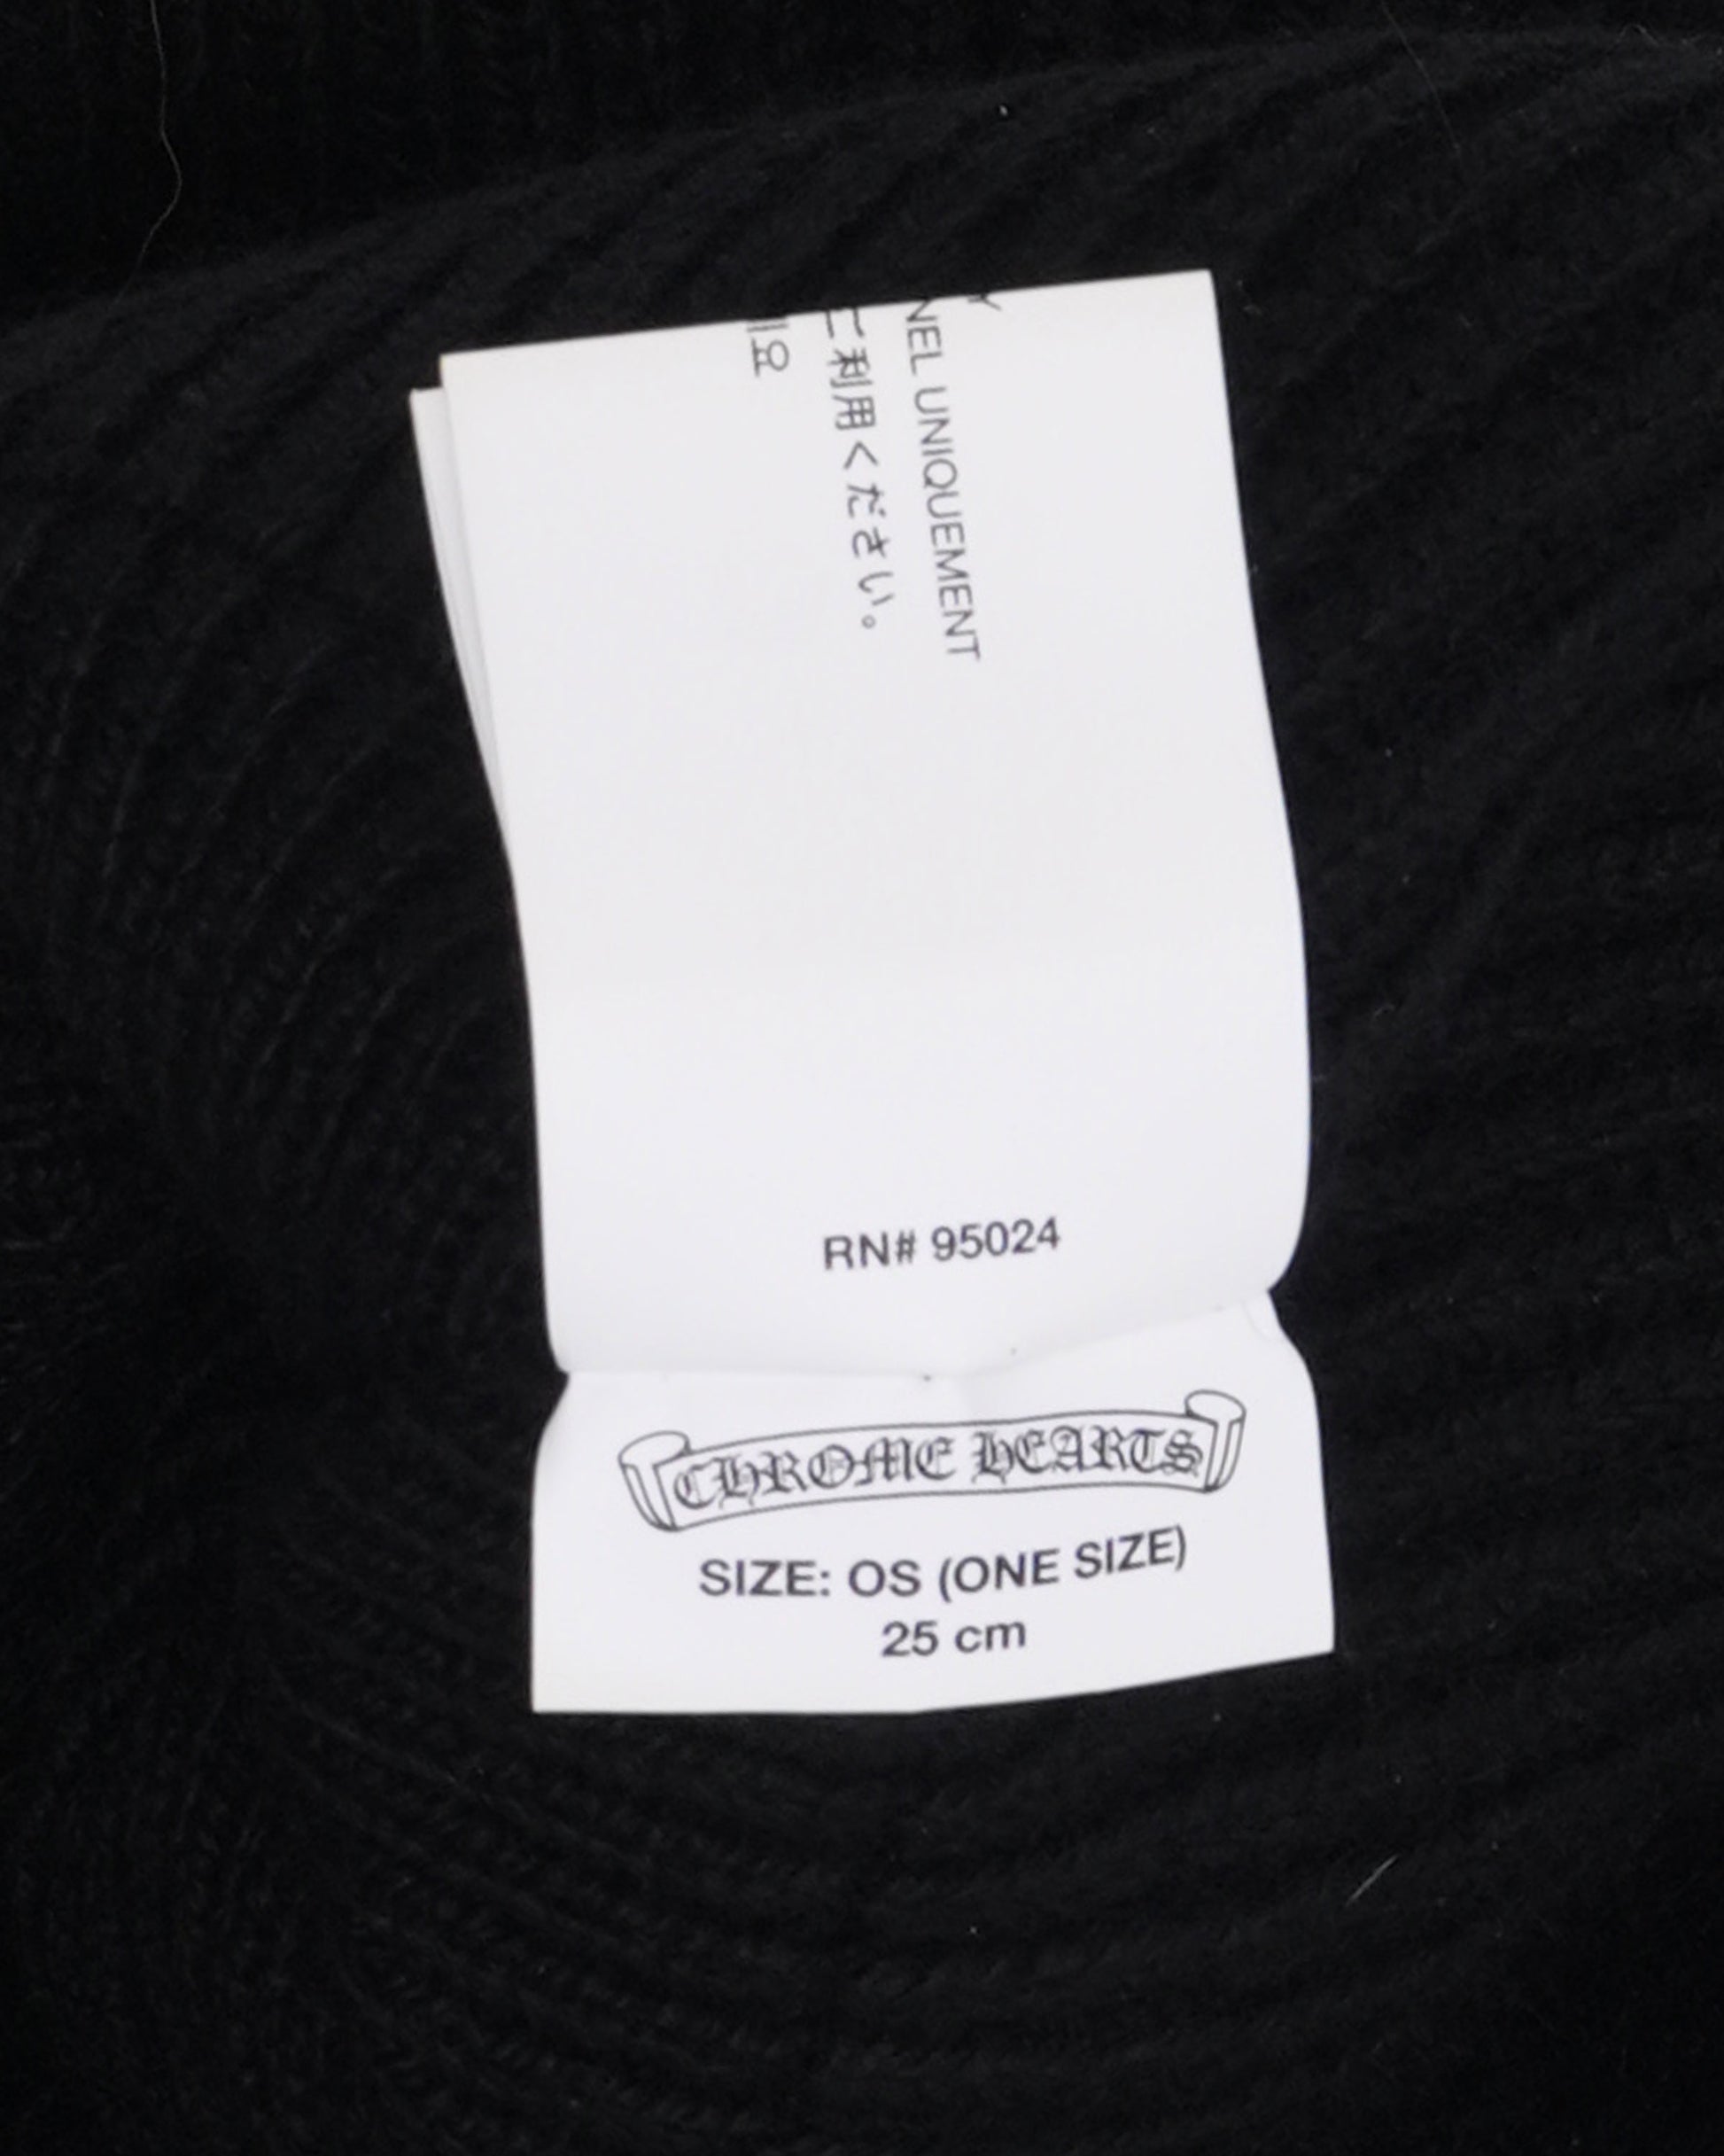 NEL UNIQUEMENT
ご利用ください。
요
RN# 95024
CHROME HEARTS
SIZE: OS (ONE SIZE)
25 cm